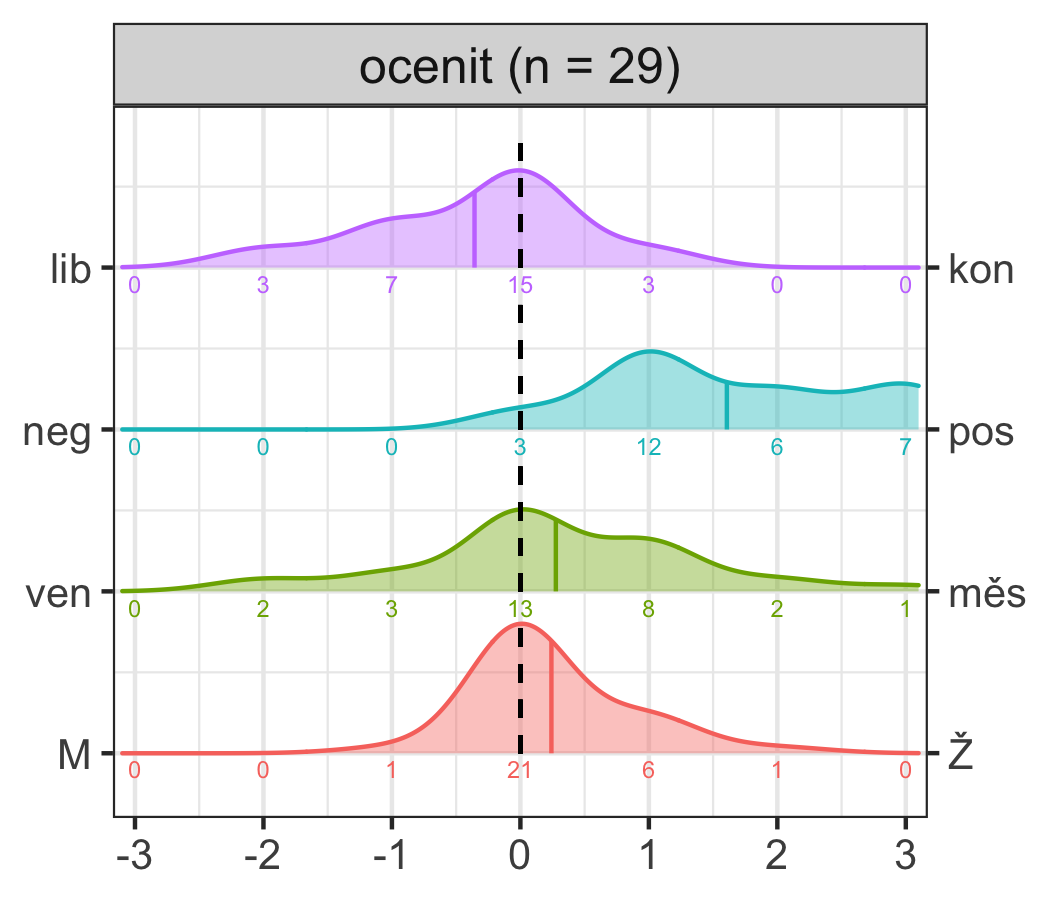 ocenit (n = 29)
lib kon
0 3 7 15 3 0 0
neg pos
0 0 0 3 12 6 7
ven měs
0 2 3 13 8 2 1
M Ž
0 0 1 21 6 1 0
-3 -2 -1 0 1 2 3